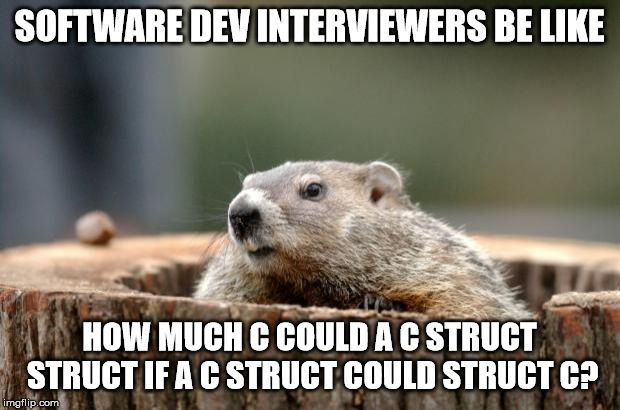 SOFTWARE DEV INTERVIEWERS BE LIKE
HOW MUCH C COULD A C STRUCT
STRUCT IF A C STRUCT COULD STRUCT C?
imgflip.com